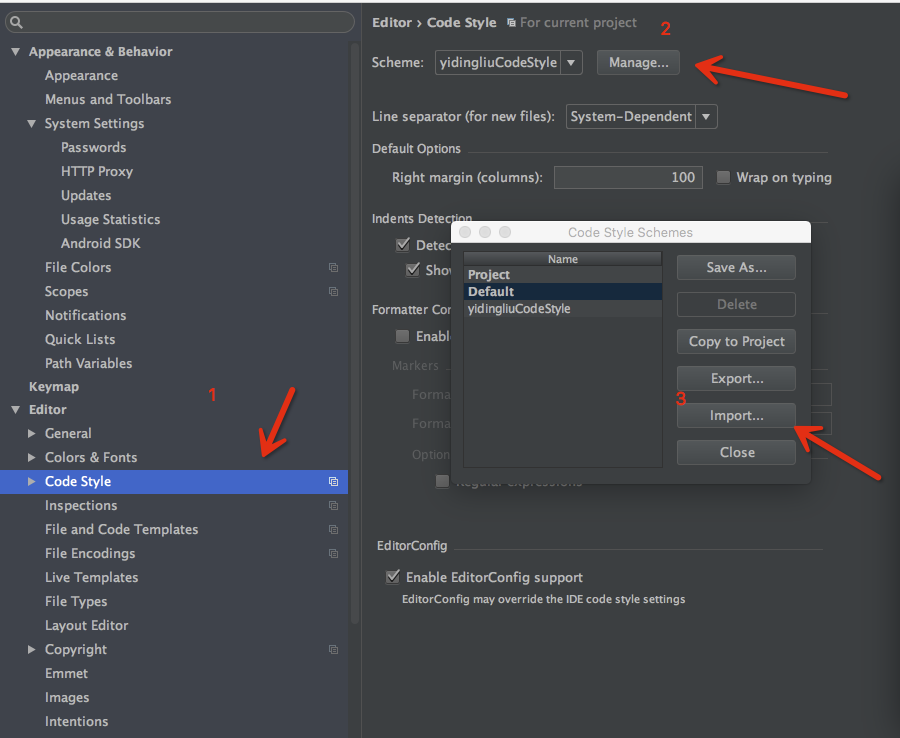 Appearance & Behavior
Appearance
Menus and Toolbars
System Settings
Passwords
HTTP Proxy
Updates
Usage Statistics
Android SDK
File Colors
Scopes
Notifications
Quick Lists
Path Variables
Keymap
1
Editor
General
Colors & Fonts
Code Style
Inspections
File and Code Templates
File Encodings
Live Templates
File Types
Layout Editor
Copyright
Emmet
Images
Intentions
Editor › Code Style For current project
2
Scheme: yidingliuCodeStyle Manage...
Line separator (for new files): System-Dependent
Default Options
Right margin (columns): 100 Wrap on typing
Indents Detection
Detec
Show
Formatter Con
Enabl
Markers
Forma
Forma
Option
Regular expressions
Code Style Schemes
Name
Project
Default
yidingliuCodeStyle
Save As...
Delete
Copy to Project
Export...
3
Import...
Close
EditorConfig
Enable EditorConfig support
EditorConfig may override the IDE code style settings